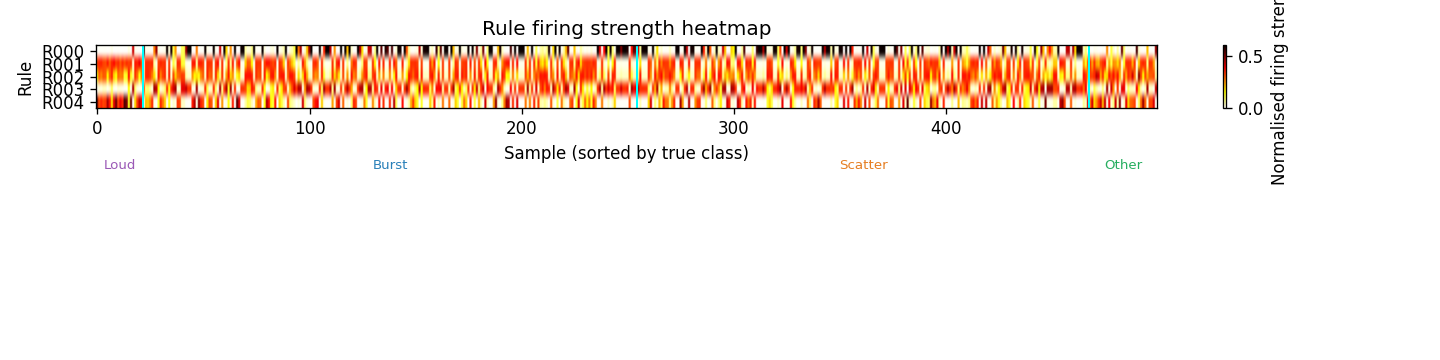 Rule firing strength heatmap
Rule
R000
R001
R002
R003
R004
0 100 200 300 400
Sample (sorted by true class)
Loud Burst Scatter Other
0.5
0.0
Normalised firing